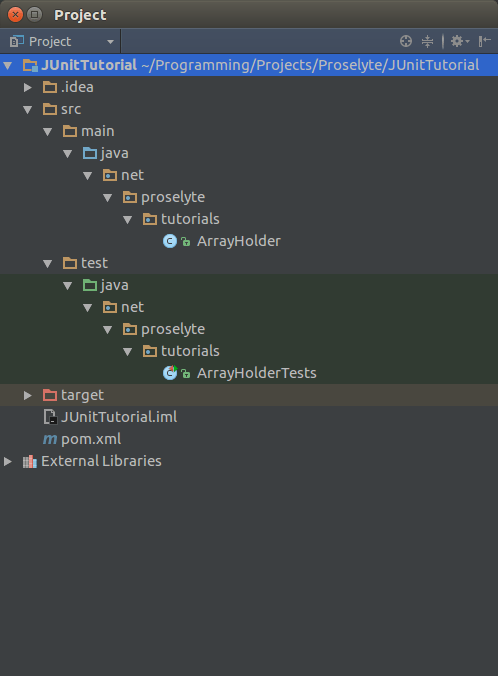 Project
Project
JUnitTutorial ~/Programming/Projects/Proselyte/JUnitTutorial
.idea
src
main
java
net
proselyte
tutorials
ArrayHolder
test
java
net
proselyte
tutorials
ArrayHolderTests
target
JUnitTutorial.iml
pom.xml
External Libraries